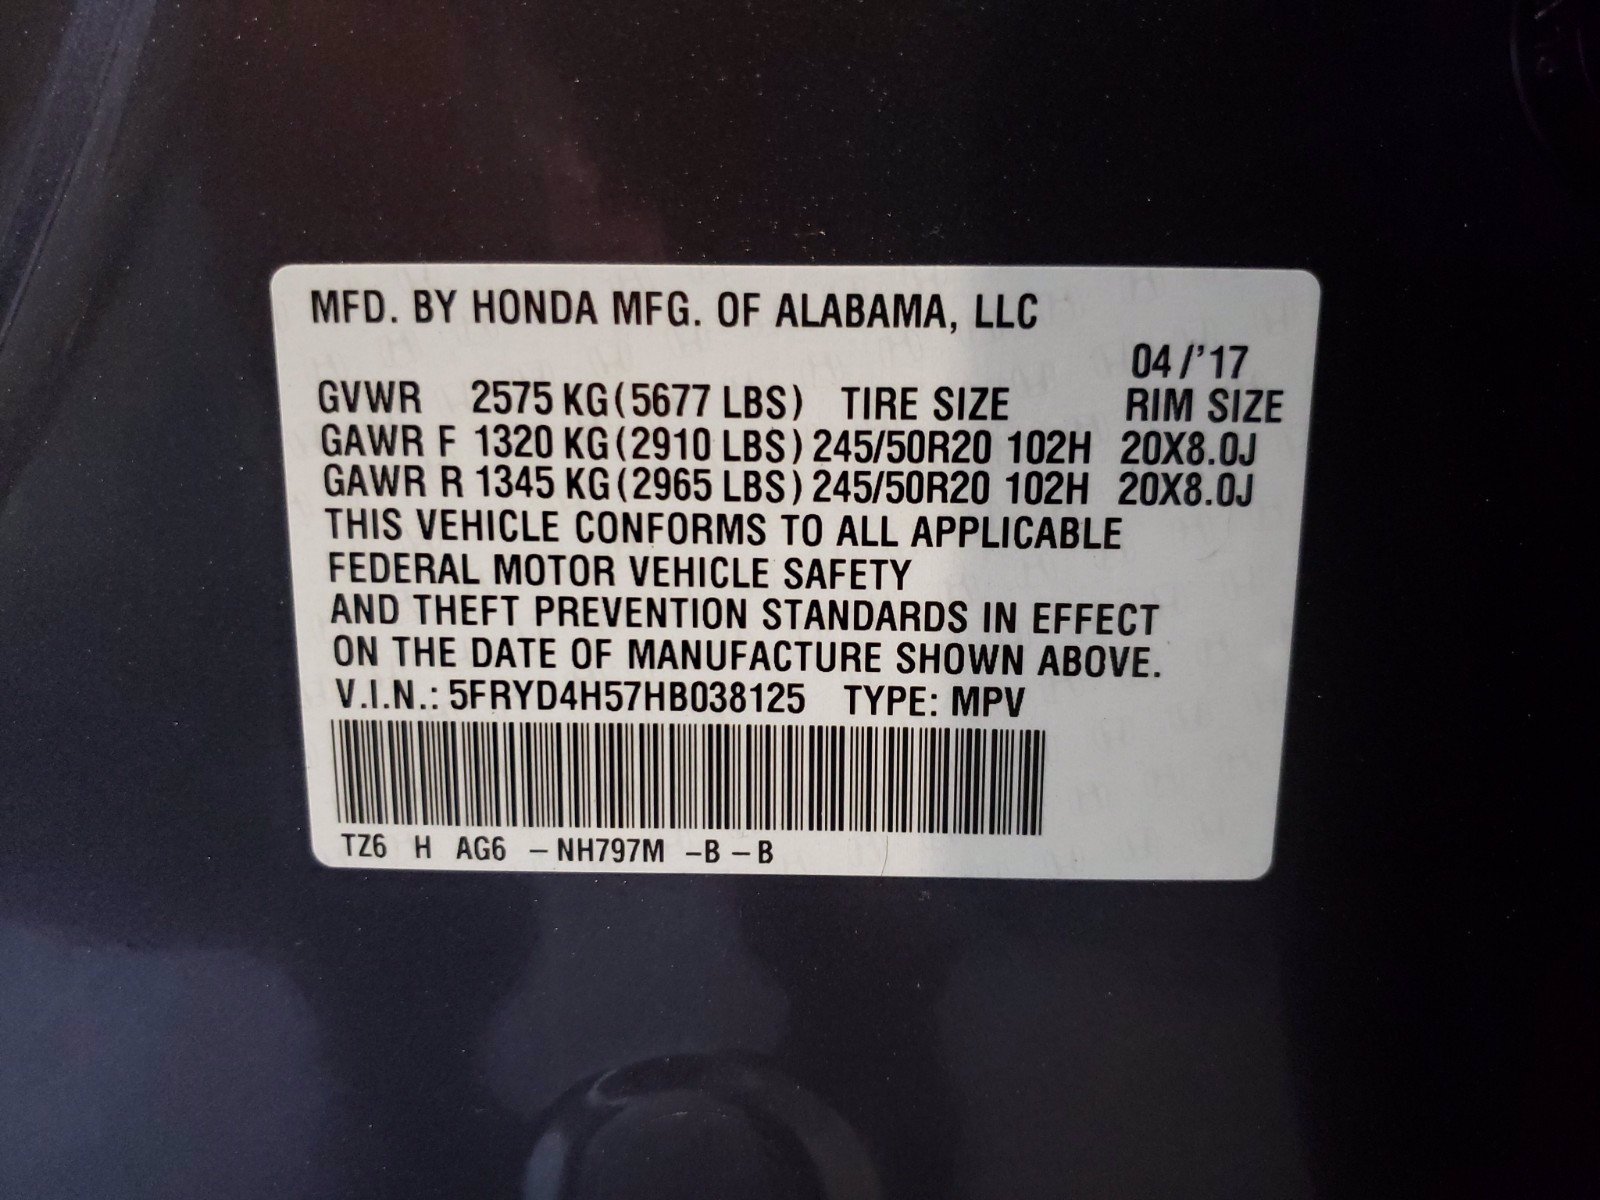 MFD. BY HONDA MFG. OF ALABAMA, LLC
04/'17
GVWR 2575 KG(5677 LBS) TIRE SIZE RIM SIZE
GAWR F 1320 KG(2910 LBS) 245/50R20 102H 20X8.0J
GAWR R 1345 KG(2965 LBS) 245/50R20 102H 20X8.0J
THIS VEHICLE CONFORMS TO ALL APPLICABLE
FEDERAL MOTOR VEHICLE SAFETY
AND THEFT PREVENTION STANDARDS IN EFFECT
ON THE DATE OF MANUFACTURE SHOWN ABOVE.
V.I.N.: 5FRYD4H57HB038125 TYPE: MPV
TZ6 H AG6 –NH797M –B –B